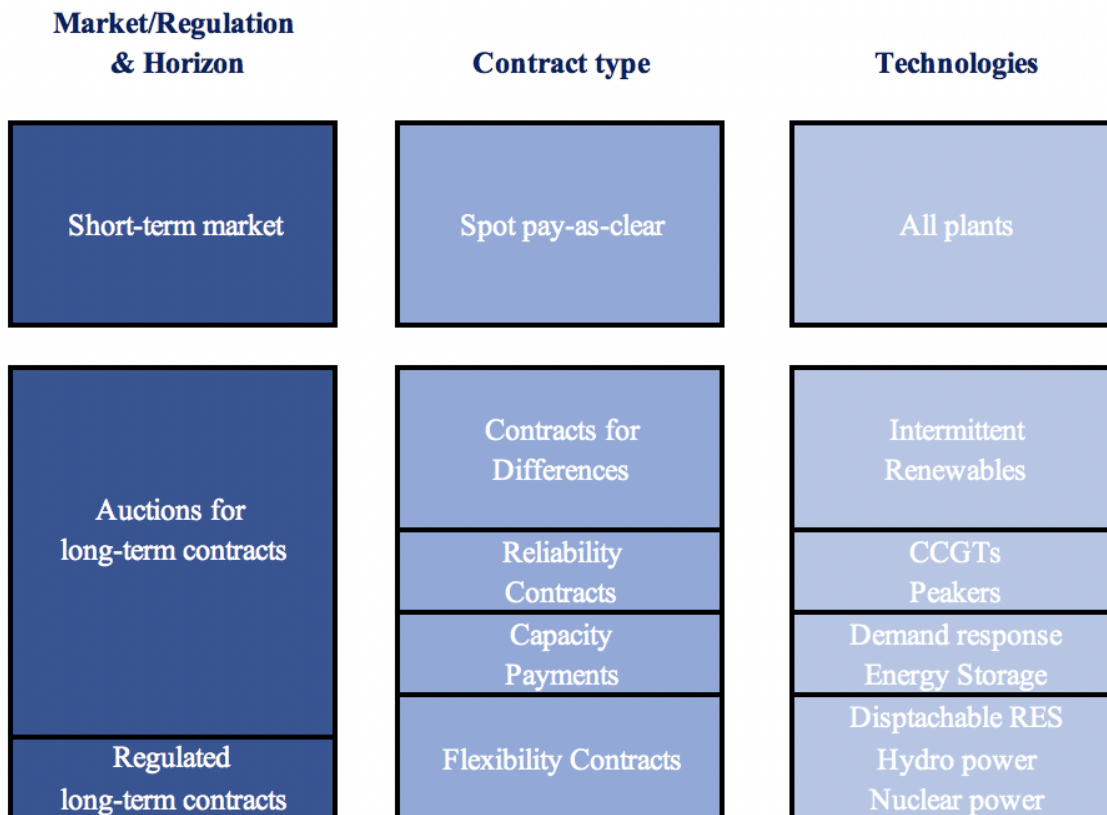 Market/Regulation
& Horizon
Contract type
Technologies
Short-term market
Spot pay-as-clear
All plants
Auctions for
long-term contracts
Contracts for
Differences
Intermittent
Renewables
Reliability
Contracts
CCGTs
Peakers
Capacity
Payments
Demand response
Energy Storage
Regulated
long-term contracts
Flexibility Contracts
Disptachable RES
Hydro power
Nuclear power